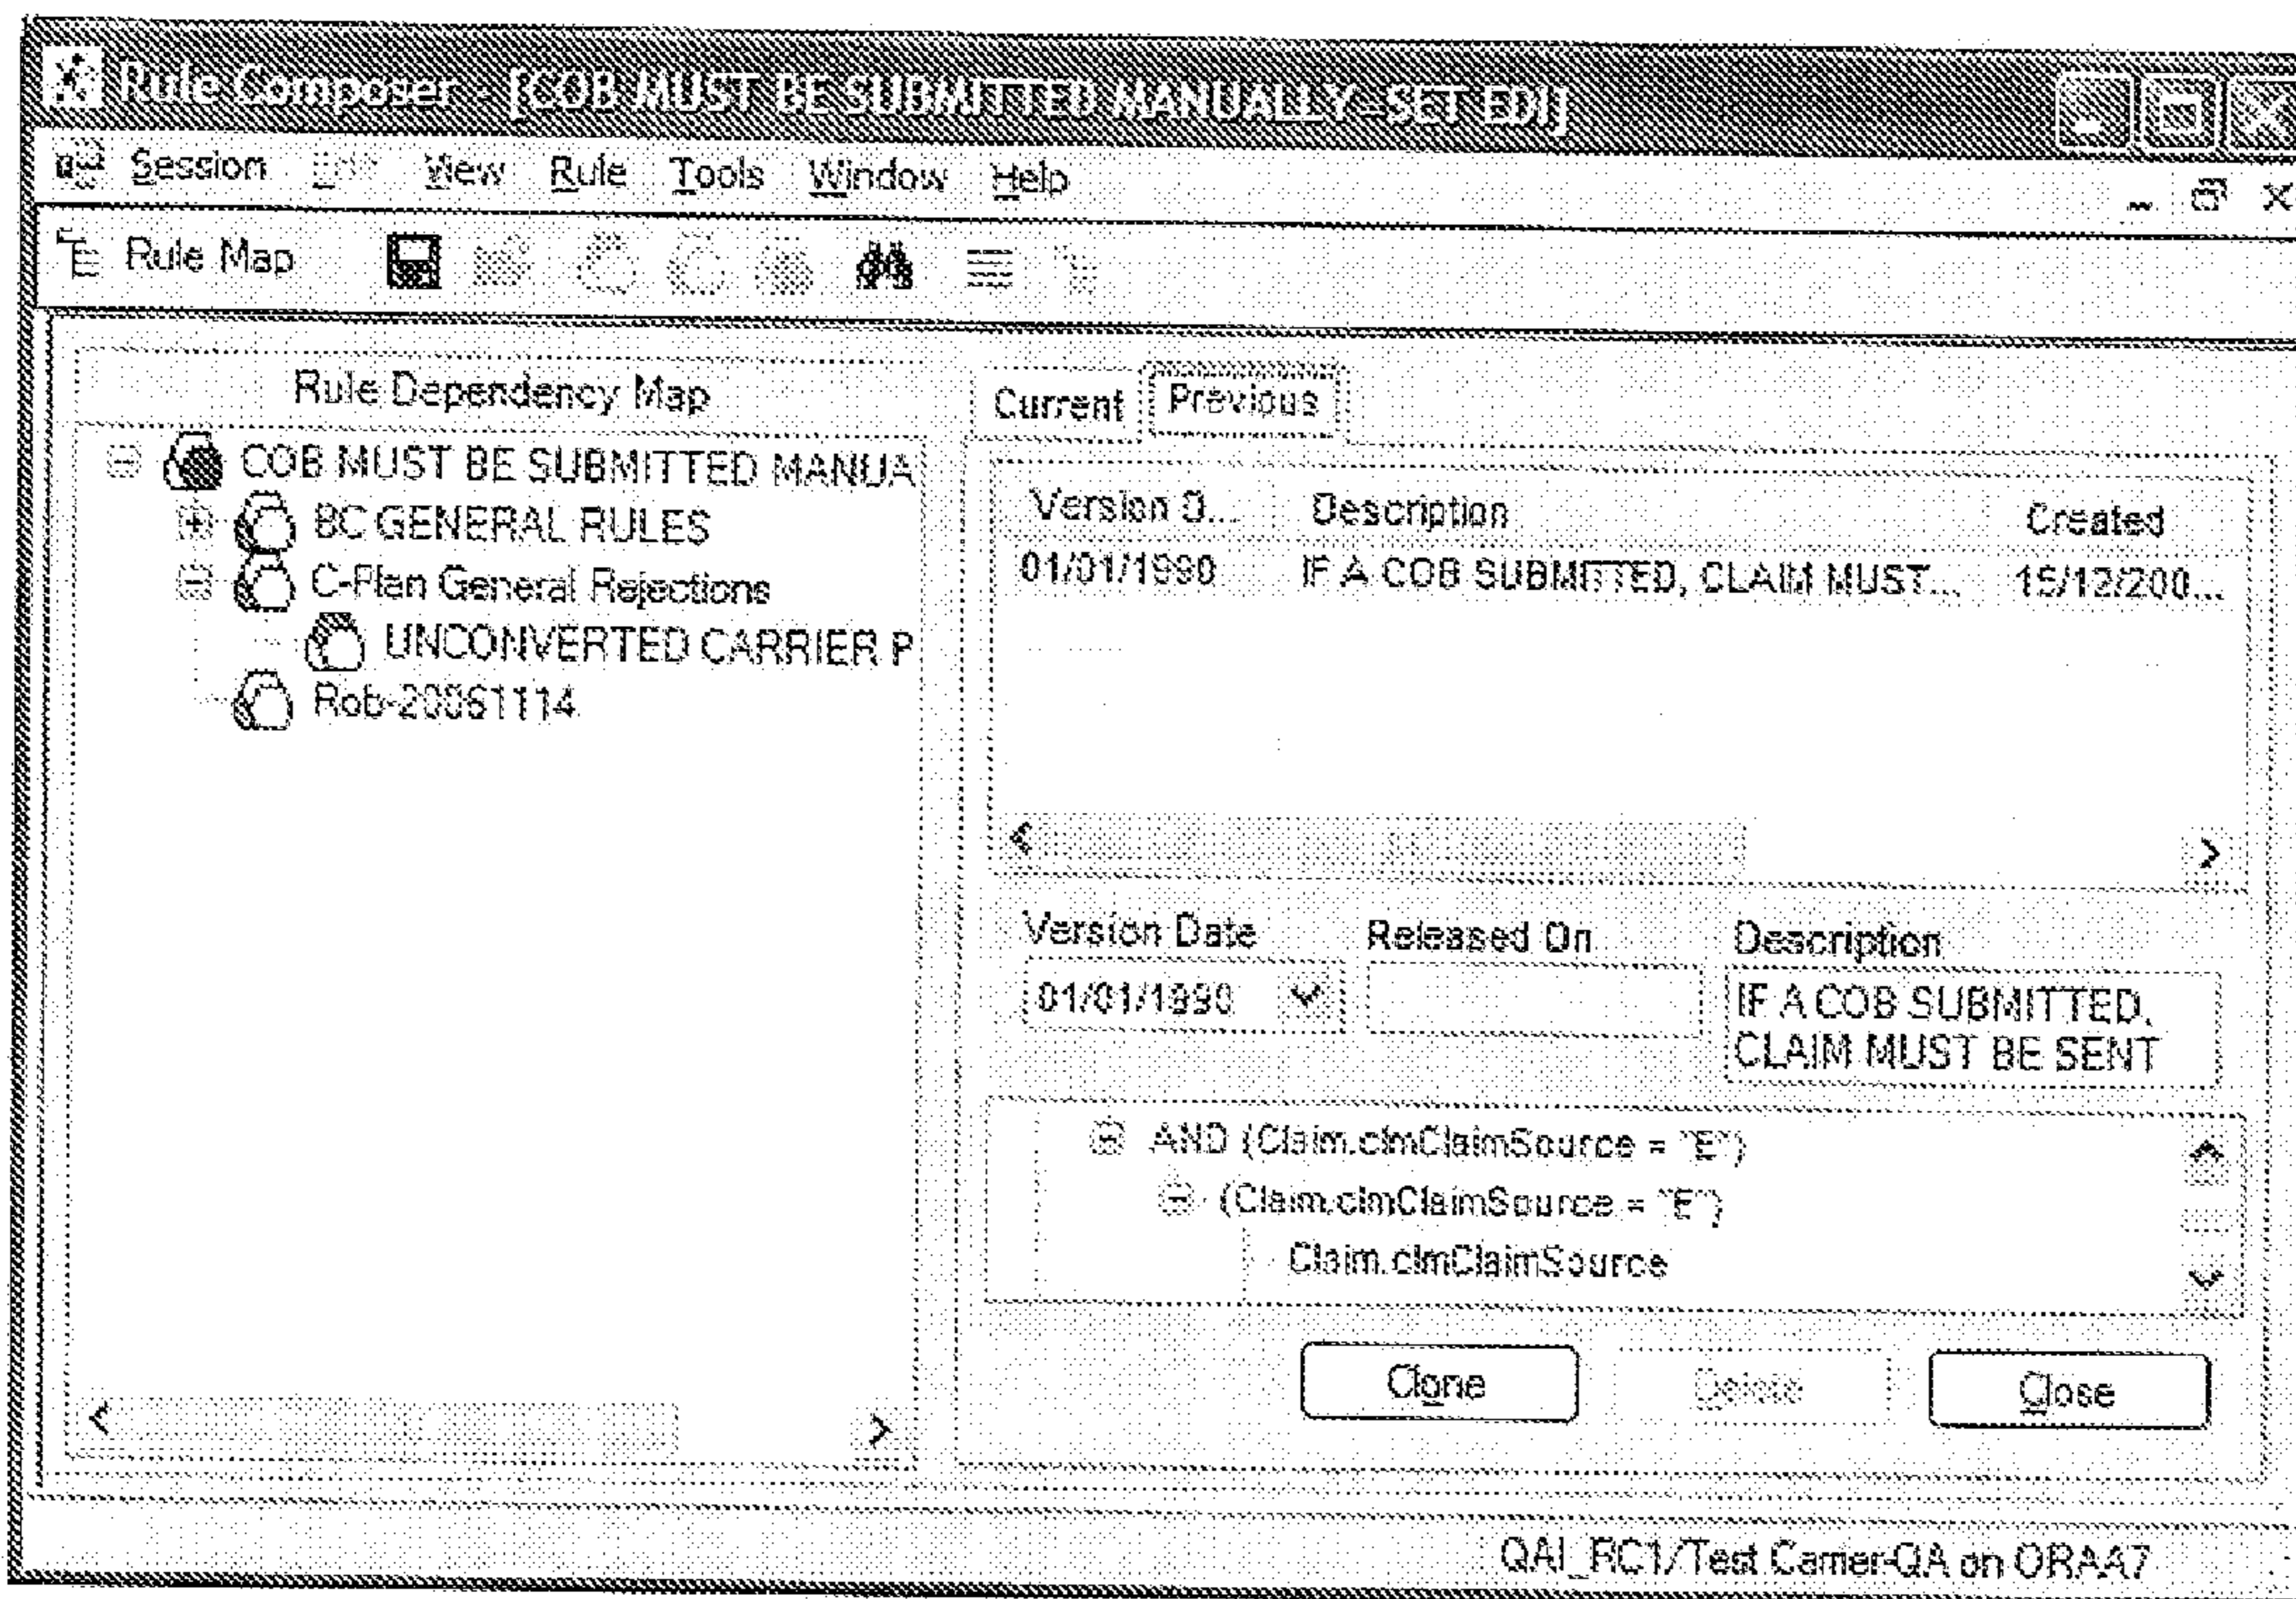 Rule Composer - [COB MUST BE SUBMITTED MANUALLY-SET EDI]
Session View Rule Tools Window Help
Rule Map
Rule Dependency Map
COB MUST BE SUBMITTED MANUA
BC GENERAL RULES
C-Plan General Rejections
UNCONVERTED CARRIER P
Rob-20061114
Current Previous
Version D... Description Created
01/01/1990 IF A COB SUBMITTED, CLAIM MUST... 15/12/200...
Version Date Released On Description
01/01/1990 IF A COB SUBMITTED,
CLAIM MUST BE SENT
AND (Claim.clmClaimSource = "E")
(Claim.clmClaimSource = "E")
Claim.clmClaimSource
Clone Delete Close
QAI_RC1/Test Carrier-QA on ORAA7